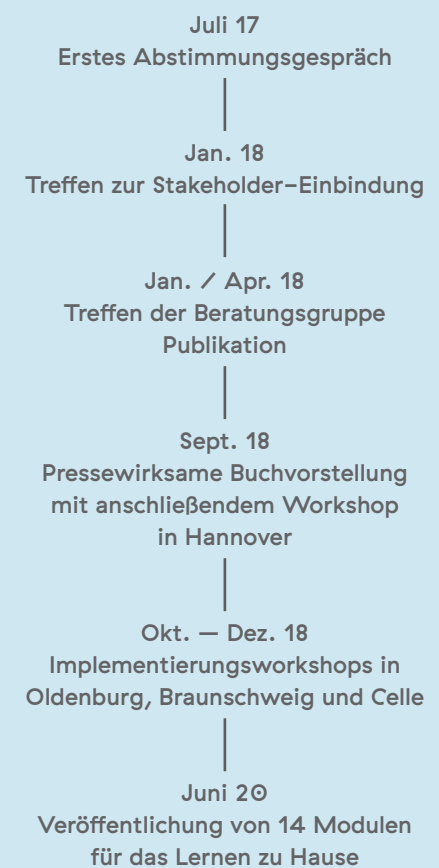 Juli 17
Erstes Abstimmungsgespräch
Jan. 18
Treffen zur Stakeholder-Einbindung
Jan. / Apr. 18
Treffen der Beratungsgruppe
Publikation
Sept. 18
Pressewirksame Buchvorstellung
mit anschließendem Workshop
in Hannover
Okt. — Dez. 18
Implementierungsworkshops in
Oldenburg, Braunschweig und Celle
Juni 20
Veröffentlichung von 14 Modulen
für das Lernen zu Hause